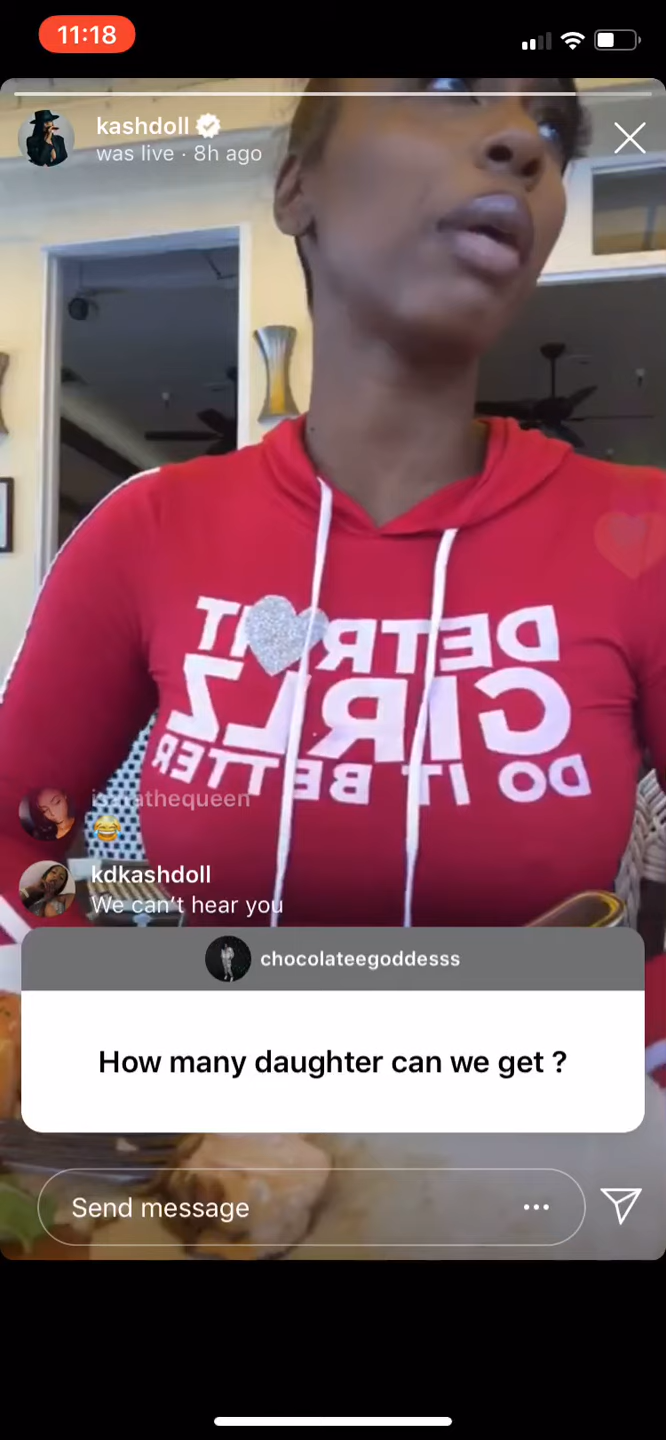 11:18
kashdoll
was live · 8h ago
DETROIT
GIRLZ
DO IT BETTER
thequeen
😂
kdkashdoll
We can't hear you
chocolateegoddesss
How many daughter can we get ?
Send message